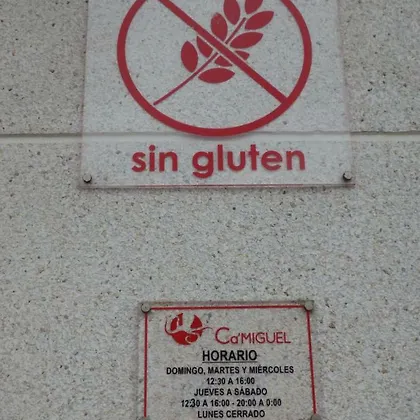 sin gluten
Ca'MIGUEL
HORARIO
DOMINGO, MARTES Y MIÉRCOLES
12:30 A 16:00
JUEVES A SÁBADO
12:30 A 16:00 - 20:00 A 0:00
LUNES CERRADO